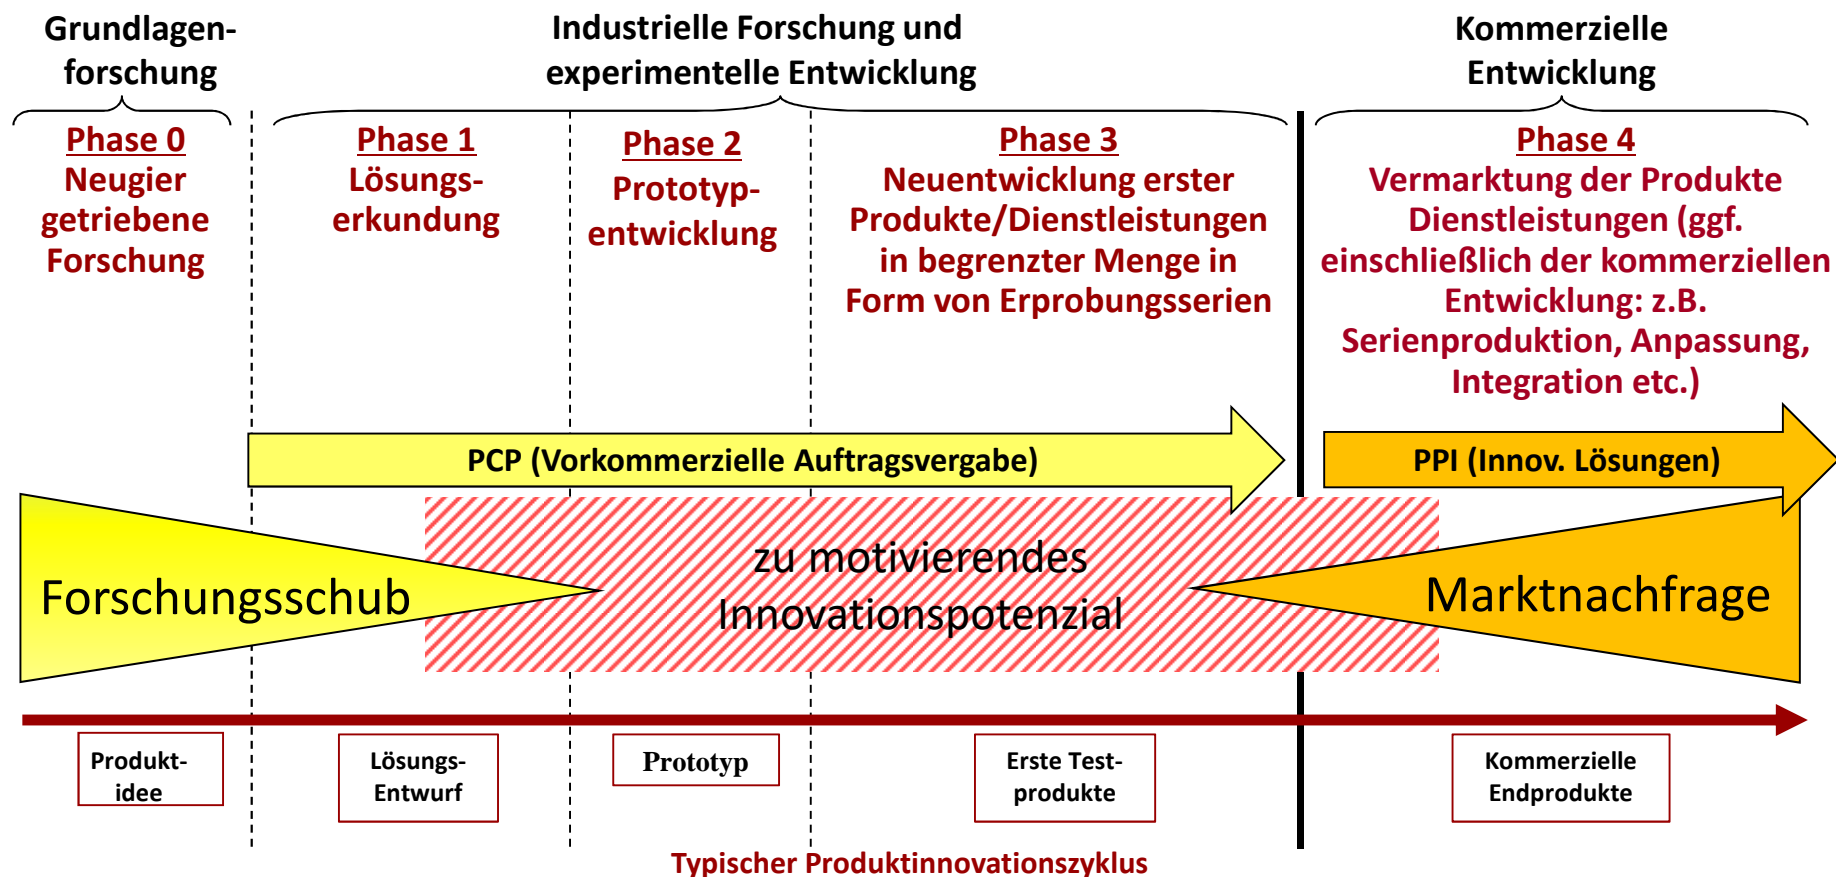 Grundlagen-
forschung
Industrielle Forschung und
experimentelle Entwicklung
Kommerzielle
Entwicklung
Phase 0
Neugier
getriebene
Forschung
Phase 1
Lösungs-
erkundung
Phase 2
Prototyp-
entwicklung
Phase 3
Neuentwicklung erster
Produkte/Dienstleistungen
in begrenzter Menge in
Form von Erprobungsserien
Phase 4
Vermarktung der Produkte
Dienstleistungen (ggf.
einschließlich der kommerziellen
Entwicklung: z.B.
Serienproduktion, Anpassung,
Integration etc.)
PCP (Vorkommerzielle Auftragsvergabe)
PPI (Innov. Lösungen)
Forschungsschub
zu motivierendes
Innovationspotenzial
Marktnachfrage
Produkt-
idee
Lösungs-
Entwurf
Prototyp
Erste Test-
produkte
Kommerzielle
Endprodukte
Typischer Produktinnovationszyklus